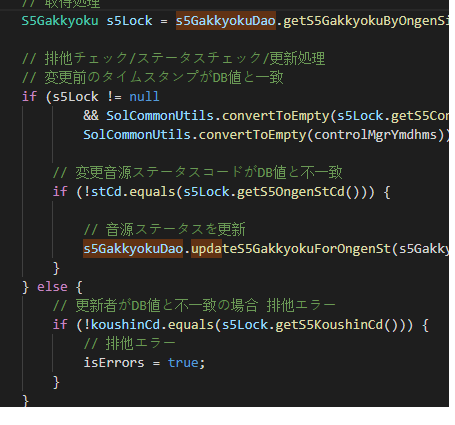 // 取得処理
S5Gakkyoku s5Lock = s5GakkyokuDao.getS5GakkyokuByOngenSi
// 排他チェック/ステータスチェック/更新処理
// 変更前のタイムスタンプがDB値と一致
if (s5Lock != null
&& SolCommonUtils.convertToEmpty(s5Lock.getS5Con
SolCommonUtils.convertToEmpty(controlMgrYmdhms))
// 変更音源ステータスコードがDB値と不一致
if (!stCd.equals(s5Lock.getS5OngenStCd())) {
// 音源ステータスを更新
s5GakkyokuDao.updateS5GakkyokuForOngenSt(s5Gakky
}
} else {
// 更新者がDB値と不一致の場合 排他エラー
if (!koushinCd.equals(s5Lock.getS5KoushinCd())) {
// 排他エラー
isErrors = true;
}
}